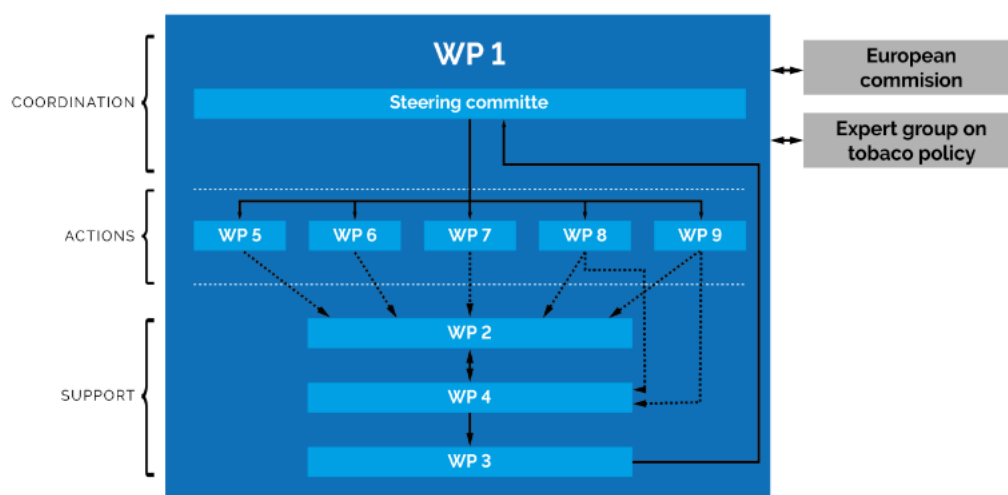 WP 1
European
commision
COORDINATION
Steering committe
Expert group on
tobaco policy
ACTIONS
WP 5
WP 6
WP 7
WP 8
WP 9
WP 2
SUPPORT
WP 4
WP 3